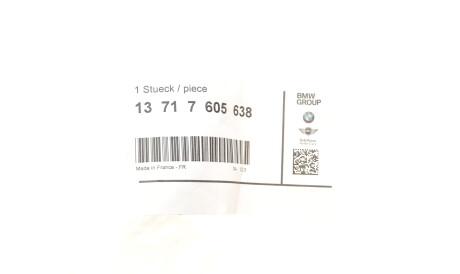 1 Stueck / piece
13 71 7 605 638
Made in France - FR
BMW
GROUP